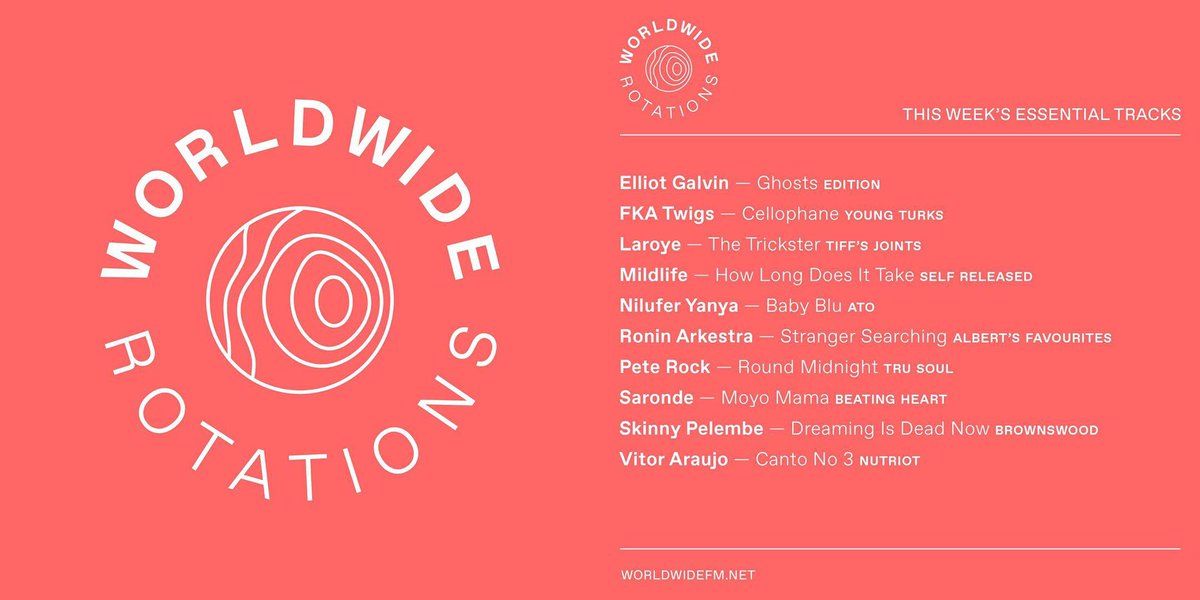 WORLDWIDE
ROTATIONS
WORLDWIDE
ROTATIONS
THIS WEEK'S ESSENTIAL TRACKS
Elliot Galvin — Ghosts EDITION
FKA Twigs — Cellophane YOUNG TURKS
Laroye — The Trickster TIFF'S JOINTS
Mildlife — How Long Does It Take SELF RELEASED
Nilufer Yanya — Baby Blu ATO
Ronin Arkestra — Stranger Searching ALBERT'S FAVOURITES
Pete Rock — Round Midnight TRU SOUL
Saronde — Moyo Mama BEATING HEART
Skinny Pelembe — Dreaming Is Dead Now BROWNSWOOD
Vitor Araujo — Canto No 3 NUTRIOT
WORLDWIDEFM.NET